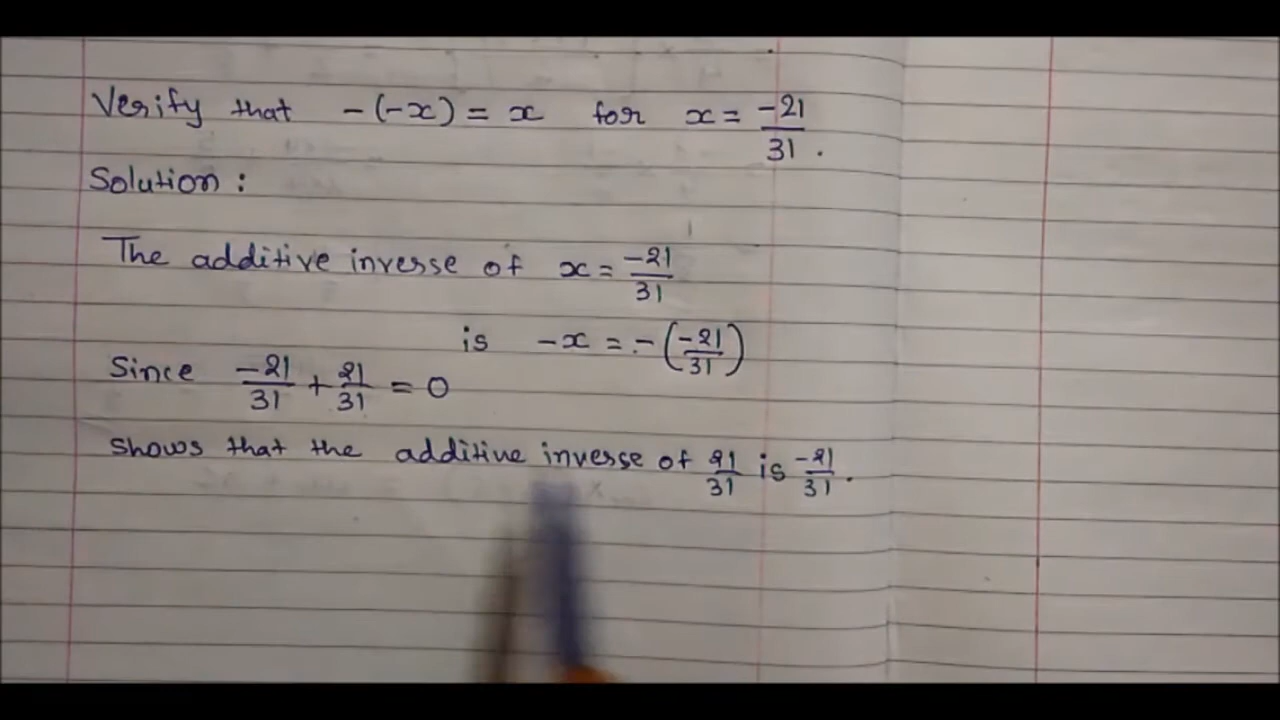 Verify that -(-x) = x for x = -21/31.
Solution:
The additive inverse of x = -21/31
is -x = -(-21/31)
Since -21/31 + 21/31 = 0
shows that the additive inverse of 21/31 is -21/31.